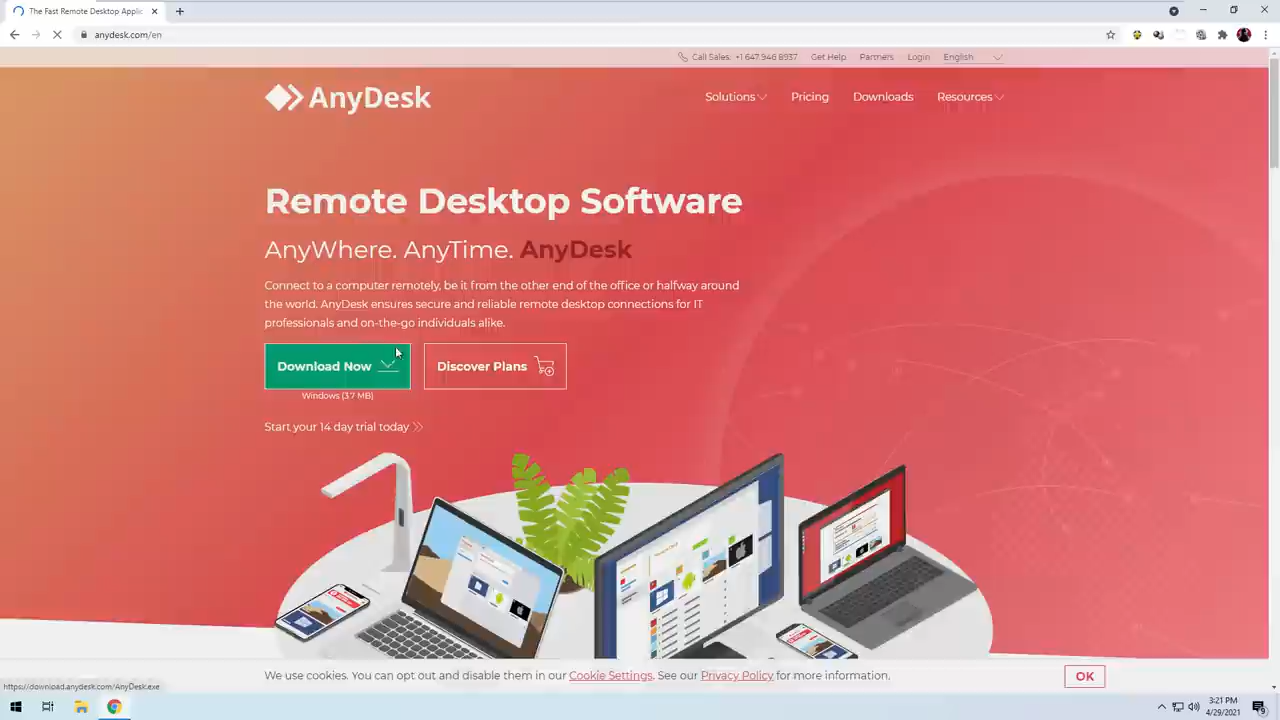 The Fast Remote Desktop Applic
anydesk.com/en
Call Sales: +1 647 946 8937 Get Help Partners Login English
AnyDesk
Solutions Pricing Downloads Resources
Remote Desktop Software
AnyWhere. AnyTime. AnyDesk
Connect to a computer remotely, be it from the other end of the office or halfway around
the world. AnyDesk ensures secure and reliable remote desktop connections for IT
professionals and on-the-go individuals alike.
Download Now Discover Plans
Windows (3.7 MB)
Start your 14 day trial today
We use cookies. You can opt out and disable them in our Cookie Settings. See our Privacy Policy for more information.
OK
https://download.anydesk.com/AnyDesk.exe
3:21 PM
4/29/2021